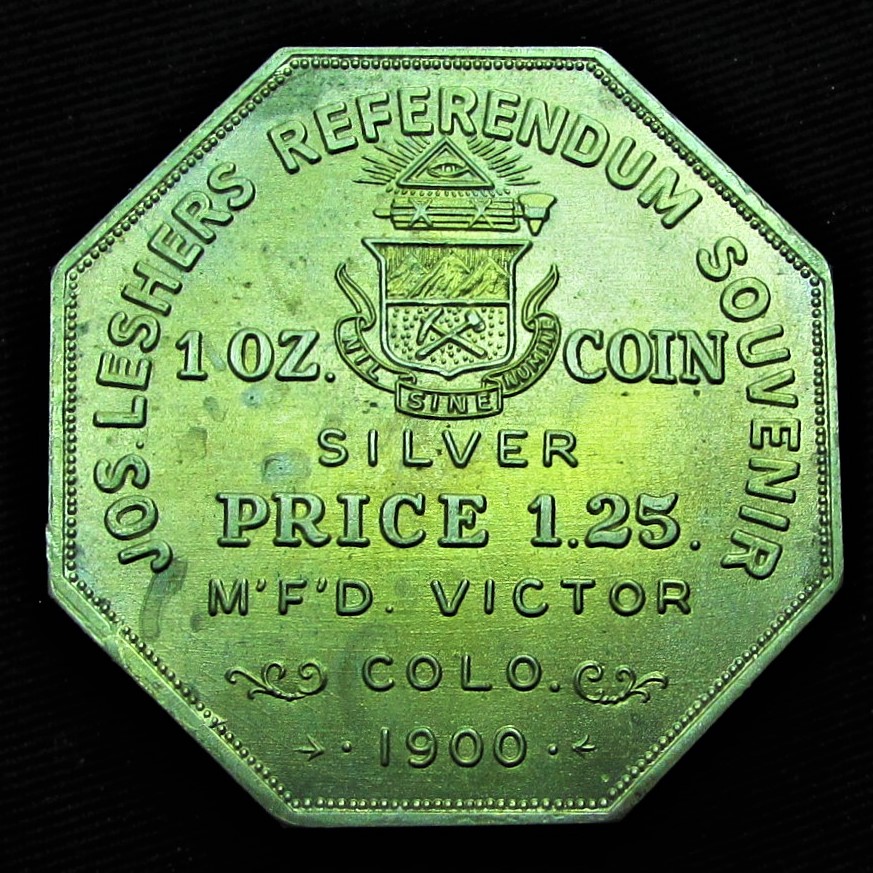 JOS. LESHERS REFERENDUM SOUVENIR
1 OZ. COIN
NIL SINE NUMINE
SILVER
PRICE 1.25.
M'F'D. VICTOR
COLO.
1900